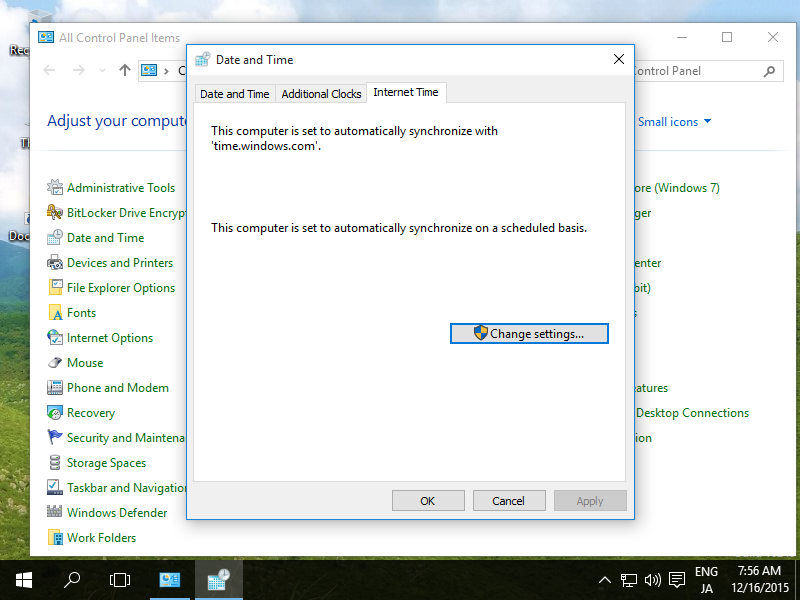 Rec
All Control Panel Items
Date and Time
Control Panel
Date and Time
Additional Clocks
Internet Time
Adjust your compute
Small icons
This computer is set to automatically synchronize with
'time.windows.com'.
This computer is set to automatically synchronize on a scheduled basis.
Change settings...
OK
Cancel
Apply
Administrative Tools
BitLocker Drive Encryp
Date and Time
Devices and Printers
File Explorer Options
Fonts
Internet Options
Mouse
Phone and Modem
Recovery
Security and Maintena
Storage Spaces
Taskbar and Navigation
Windows Defender
Work Folders
ore (Windows 7)
ger
enter
bit)
s
eatures
Desktop Connections
ion
Doc
ENG
JA
7:56 AM
12/16/2015